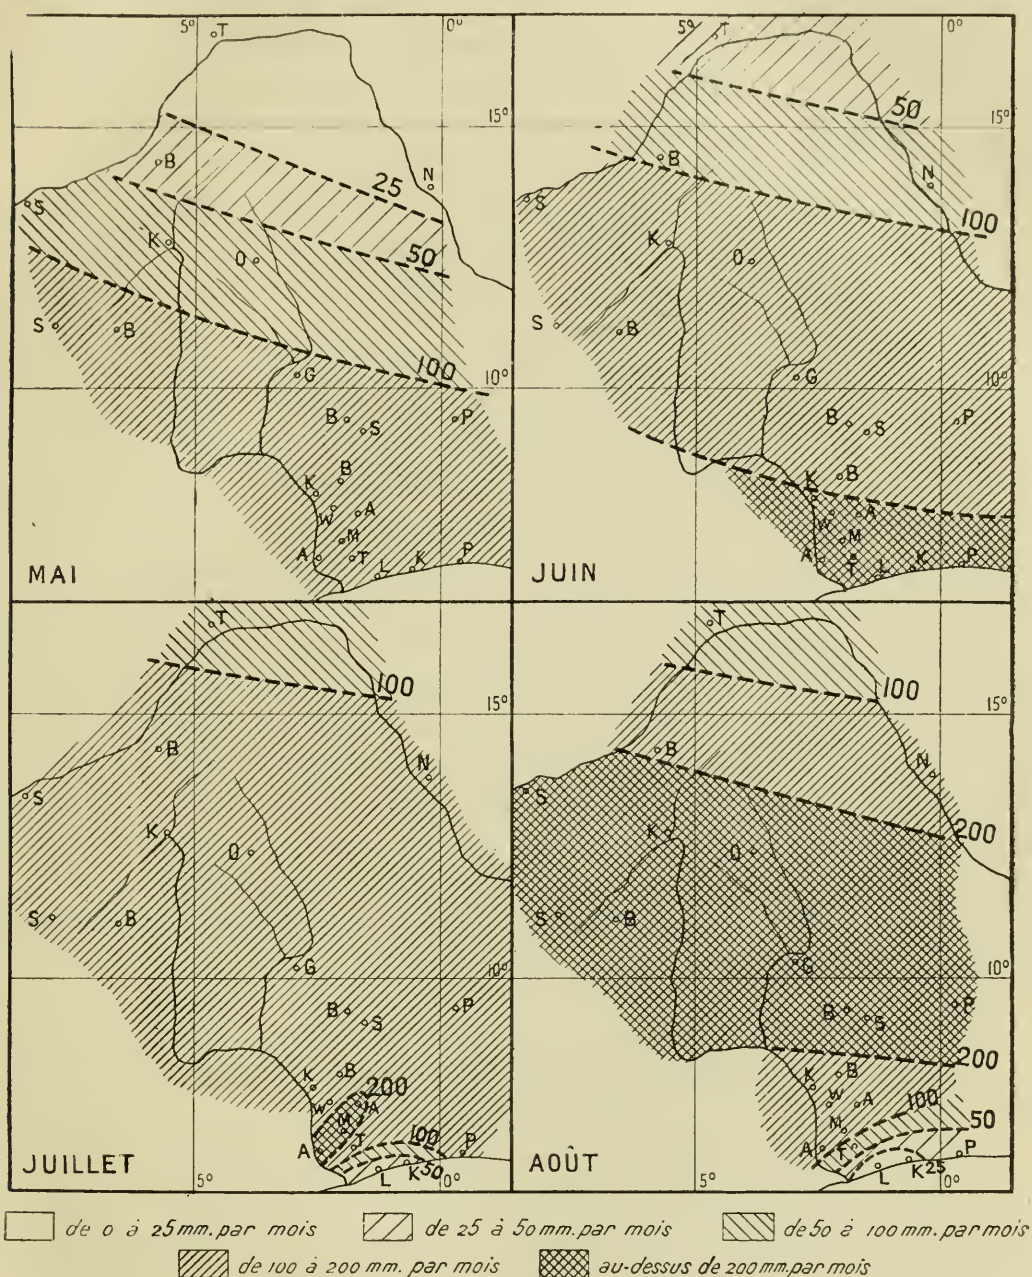 5° T 0°
15°
25
B
N
S
K
50
O
S B
100
G 10°
B P
S
B
K
W A
M
A T K P
L
MAI
5° T 0°
50 15°
B
N
100
S
K
O
S B
G 10°
B P
S
K B
W A
M
A T K P
L
JUIN
T
100
15°
B
N
S
K
O
S B
10°
G
B P
S
B
K 200
W A
M
T 100 P
A
K 50
L
JUILLET
5° 0°
T
100
15°
B
N
S
K 200
O
S B
10°
G
B P
S
200
B
K
W A 100
M 50
A T P
K 25
L
AOÛT
5° 0°
de 0 à 25 mm. par mois de 25 à 50 mm. par mois de 50 à 100 mm. par mois
de 100 à 200 mm. par mois au-dessus de 200 mm. par mois